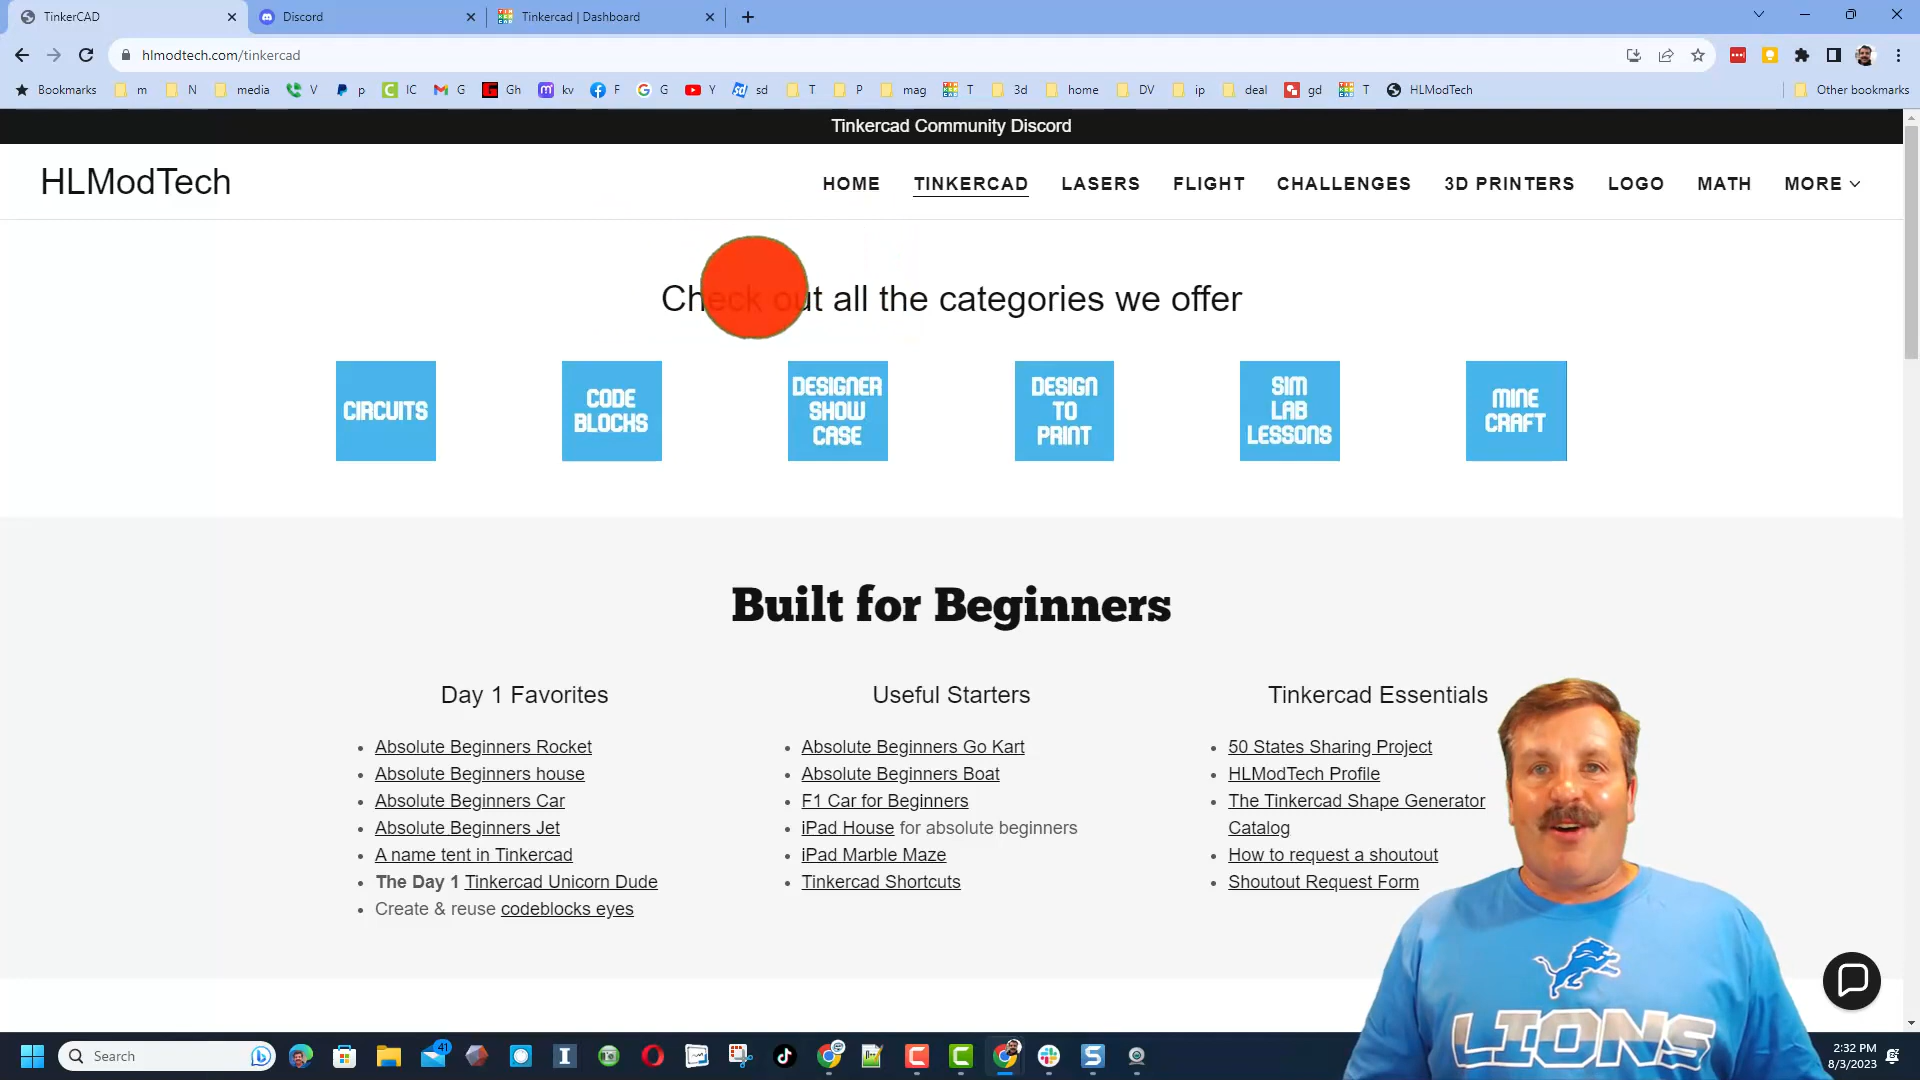 TinkerCAD
Discord
Tinkercad | Dashboard
hlmodtech.com/tinkercad
Bookmarks m N media V p IC G Gh kv F G Y sd T P mag T 3d home DV ip deal gd T HLModTech Other bookmarks
Tinkercad Community Discord
HLModTech
HOME TINKERCAD LASERS FLIGHT CHALLENGES 3D PRINTERS LOGO MATH MORE
Check out all the categories we offer
CIRCUITS
CODE
BLOCKS
DESIGNER
SHOW
CASE
DESIGN
TO
PRINT
SIM
LAB
LESSONS
MINE
CRAFT
Built for Beginners
Day 1 Favorites
Absolute Beginners Rocket
Absolute Beginners house
Absolute Beginners Car
Absolute Beginners Jet
A name tent in Tinkercad
The Day 1 Tinkercad Unicorn Dude
Create & reuse codeblocks eyes
Useful Starters
Absolute Beginners Go Kart
Absolute Beginners Boat
F1 Car for Beginners
iPad House for absolute beginners
iPad Marble Maze
Tinkercad Shortcuts
Tinkercad Essentials
50 States Sharing Project
HLModTech Profile
The Tinkercad Shape Generator
Catalog
How to request a shoutout
Shoutout Request Form
LIONS
Search
41
2:32 PM
8/3/2023